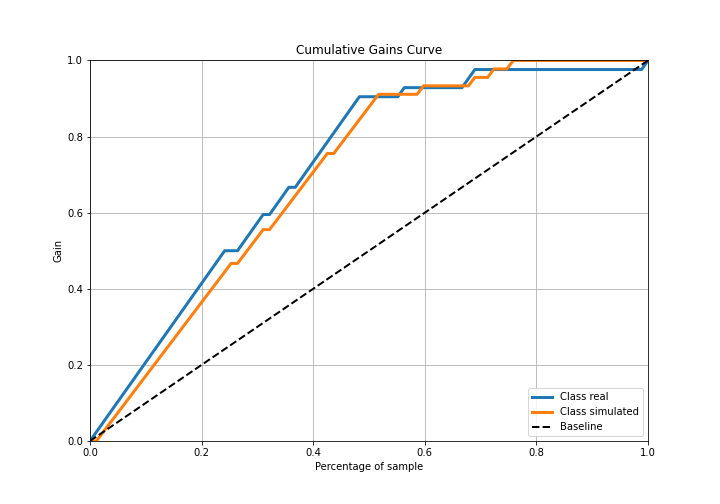 Cumulative Gains Curve
1.0
0.8
0.6
0.4
0.2
0.0
Gain
0.0 0.2 0.4 0.6 0.8 1.0
Percentage of sample
Class real
Class simulated
Baseline